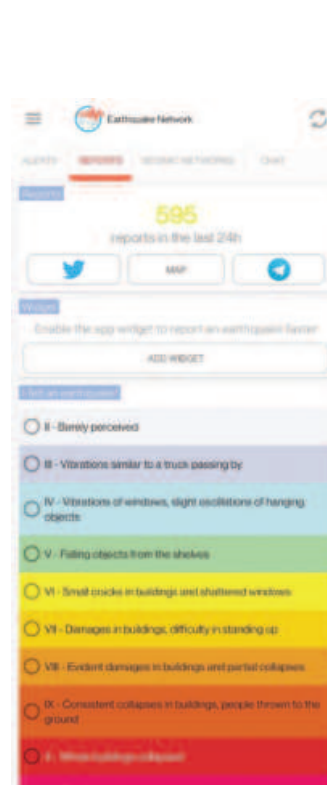 Earthquake Network
ALERTS REPORTS SEISMIC NETWORKS CHAT
Reports
595
reports in the last 24h
MAP
Widget
Enable the app widget to report an earthquake faster
ADD WIDGET
I felt an earthquake!
II - Barely perceived
III - Vibrations similar to a truck passing by
IV - Vibrations of windows, slight oscillations of hanging
objects
V - Falling objects from the shelves
VI - Small cracks in buildings and shattered windows
VII - Damages in buildings, difficulty in standing up
VIII - Evident damages in buildings and partial collapses
IX - Consistent collapses in buildings, people thrown to the
ground
X - Whole buildings collapsed